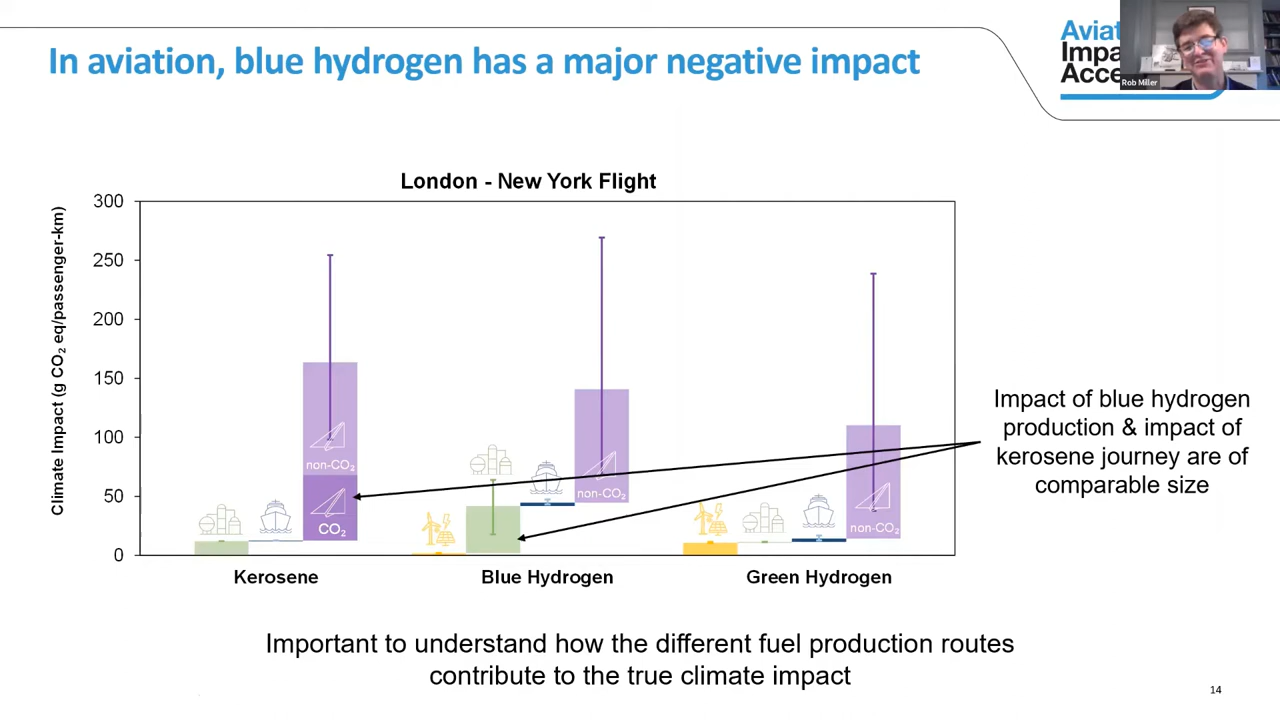 In aviation, blue hydrogen has a major negative impact
Rob Miller
London - New York Flight
Climate Impact (g CO₂ eq/passenger-km)
300
250
200
150
100
50
0
non-CO₂
CO₂
non-CO₂
non-CO₂
Kerosene
Blue Hydrogen
Green Hydrogen
Impact of blue hydrogen
production & impact of
kerosene journey are of
comparable size
Important to understand how the different fuel production routes
contribute to the true climate impact
14